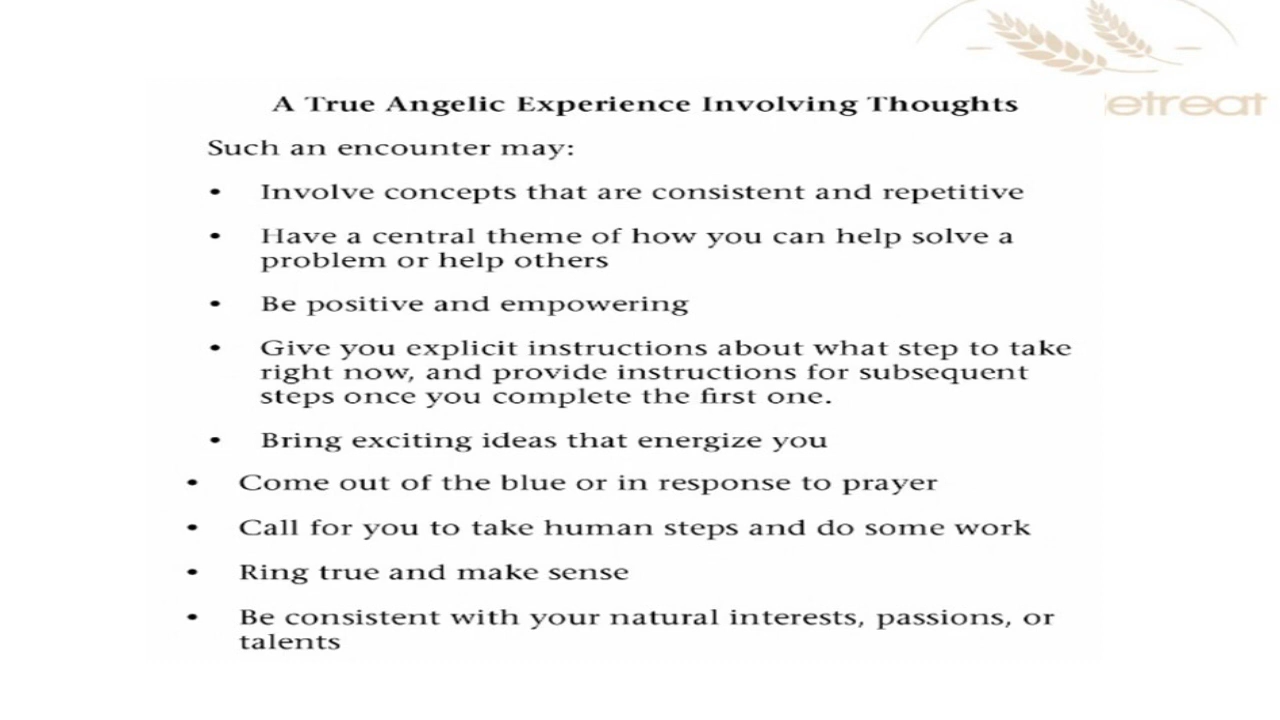 A True Angelic Experience Involving Thoughts
etreat
Such an encounter may:
• Involve concepts that are consistent and repetitive
• Have a central theme of how you can help solve a
problem or help others
• Be positive and empowering
• Give you explicit instructions about what step to take
right now, and provide instructions for subsequent
steps once you complete the first one.
• Bring exciting ideas that energize you
• Come out of the blue or in response to prayer
• Call for you to take human steps and do some work
• Ring true and make sense
• Be consistent with your natural interests, passions, or
talents